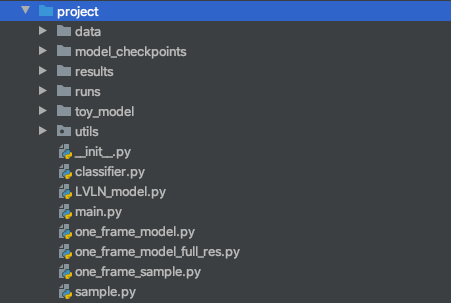 project
data
model_checkpoints
results
runs
toy_model
utils
__init__.py
classifier.py
LVLN_model.py
main.py
one_frame_model.py
one_frame_model_full_res.py
one_frame_sample.py
sample.py